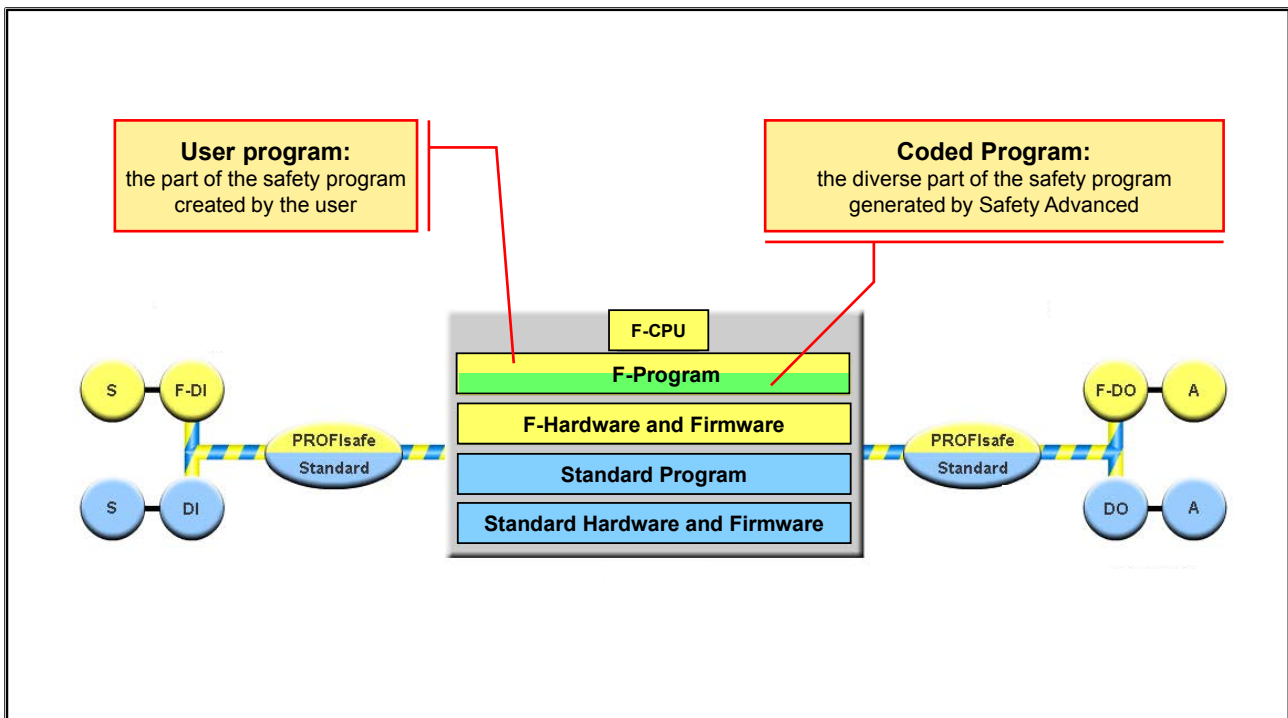 User program:
the part of the safety program
created by the user
Coded Program:
the diverse part of the safety program
generated by Safety Advanced
F-CPU
F-Program
F-Hardware and Firmware
Standard Program
Standard Hardware and Firmware
S
F-DI
PROFIsafe
Standard
S
DI
PROFIsafe
Standard
F-DO
A
DO
A